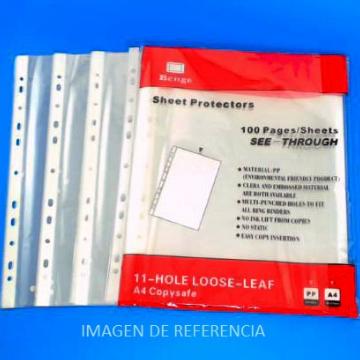 Benge
Sheet Protectors
100 Pages/Sheets
SEE-THROUGH
MATERIAL:PP
(ENVIRONMENTAL FRIENDLY PRODUCT)
CLERA AND EMBOSSED MATERIAL
ARE BOTH AVAILABLE
MULTI-PUNCHED HOLES TO FIT
ALL RING BINDERS
NO INK LIFT FROM COPIES
NO STATIC
EASY COPY INSERTION
11-HOLE LOOSE-LEAF
A4 Copysafe
PP
A4
IMAGEN DE REFERENCIA